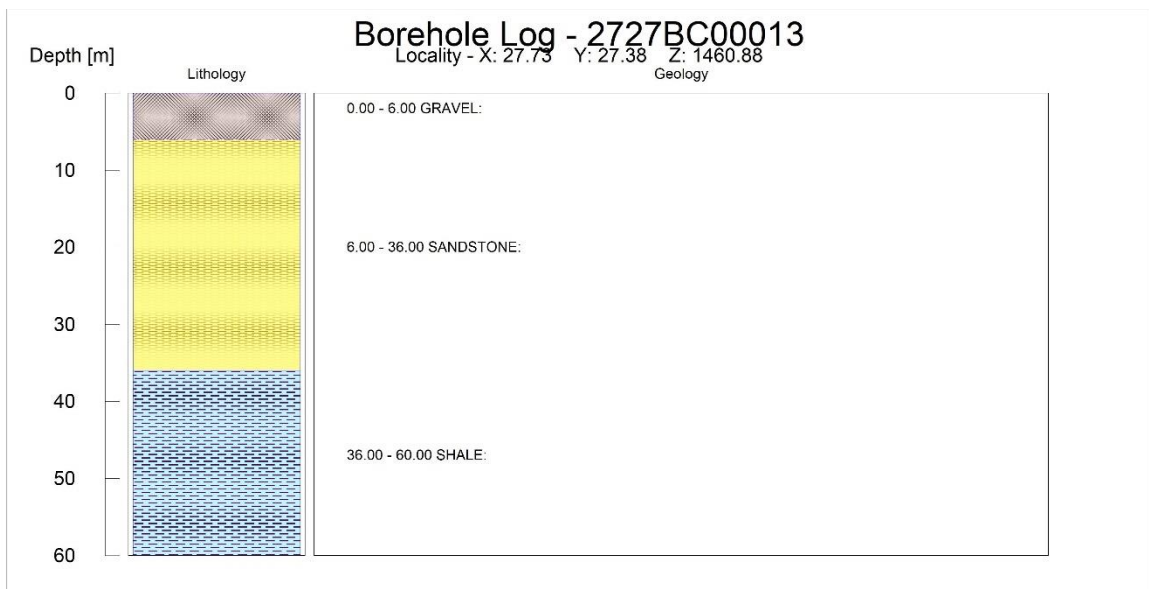 Borehole Log - 2727BC00013
Depth [m]
Locality - X: 27.73 Y: 27.38 Z: 1460.88
Lithology
Geology
0
0.00 - 6.00 GRAVEL:
10
20
6.00 - 36.00 SANDSTONE:
30
40
36.00 - 60.00 SHALE:
50
60